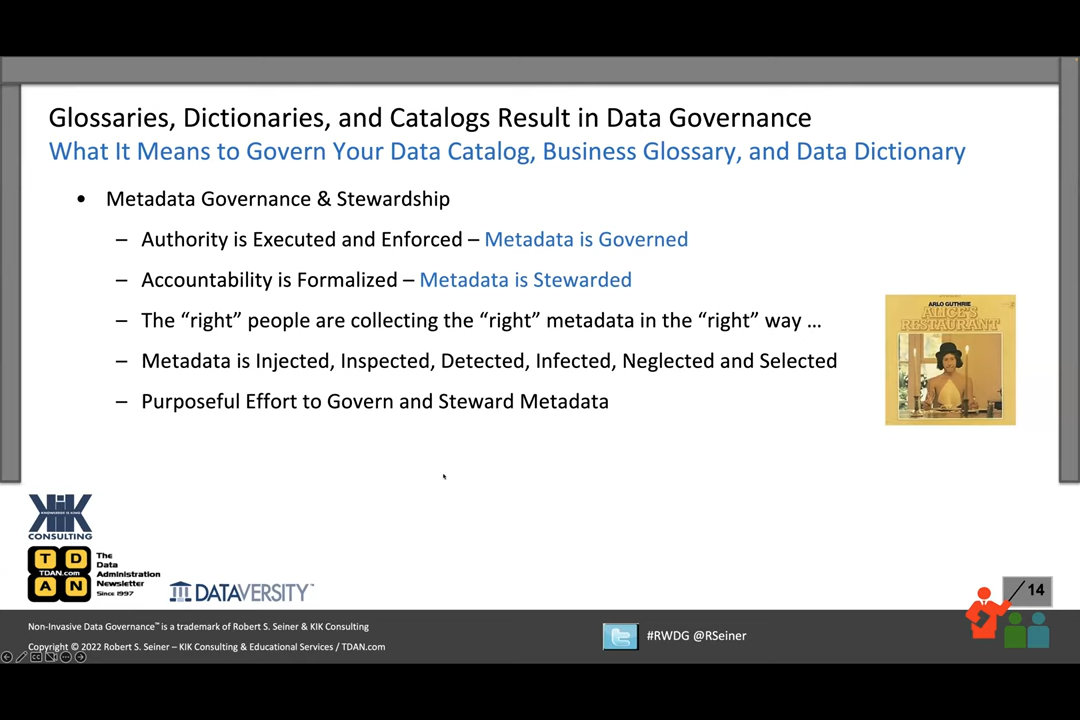 Glossaries, Dictionaries, and Catalogs Result in Data Governance
What It Means to Govern Your Data Catalog, Business Glossary, and Data Dictionary
• Metadata Governance & Stewardship
– Authority is Executed and Enforced – Metadata is Governed
– Accountability is Formalized – Metadata is Stewarded
– The “right” people are collecting the “right” metadata in the “right” way …
– Metadata is Injected, Inspected, Detected, Infected, Neglected and Selected
– Purposeful Effort to Govern and Steward Metadata
ARLO GUTHRIE
ALICE'S
RESTAURANT
KiK
KNOWLEDGE IS KING
CONSULTING
T D
TDAN.com
A N
The
Data
Administration
Newsletter
Since 1997
DATAVERSITY™
14
Non-Invasive Data Governance™ is a trademark of Robert S. Seiner & KIK Consulting
Copyright © 2022 Robert S. Seiner – KIK Consulting & Educational Services / TDAN.com
#RWDG @RSeiner